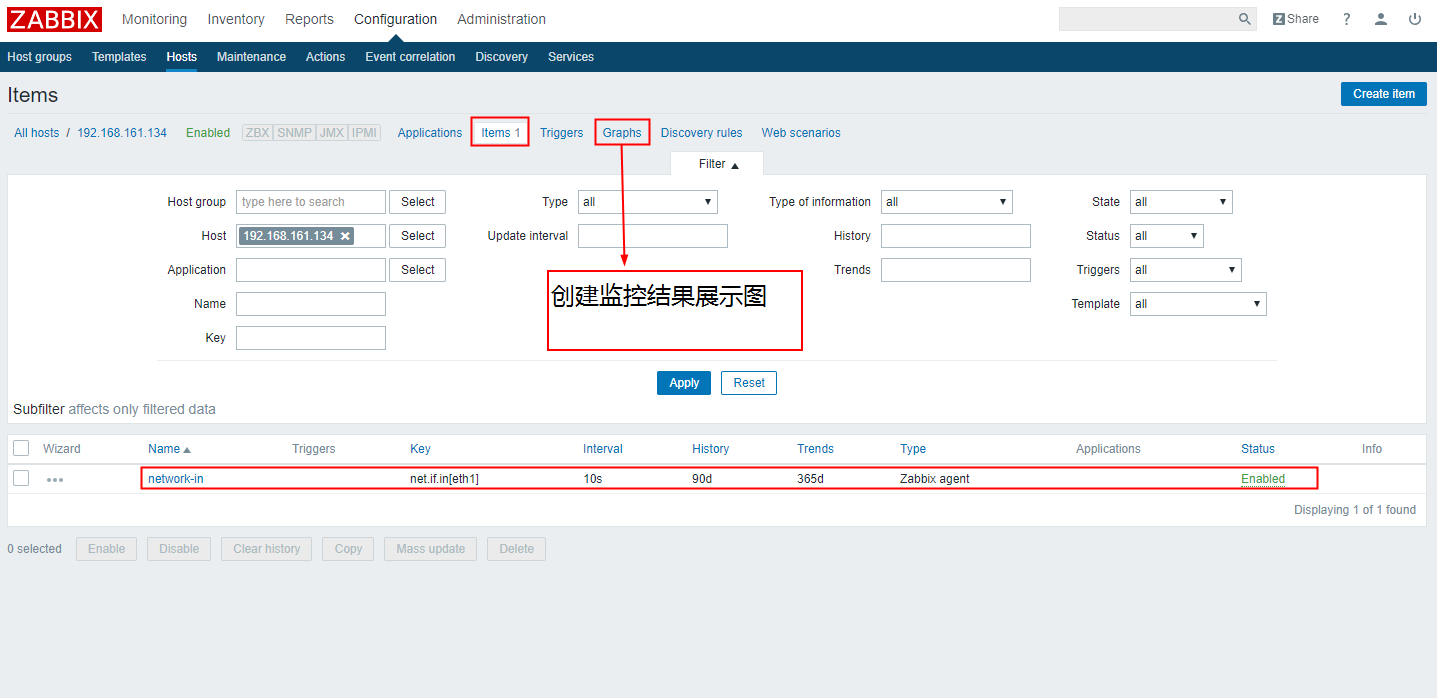 ZABBIX Monitoring Inventory Reports Configuration Administration Z Share ?
Host groups Templates Hosts Maintenance Actions Event correlation Discovery Services
Items Create item
All hosts / 192.168.161.134 Enabled ZBX SNMP JMX IPMI Applications Items 1 Triggers Graphs Discovery rules Web scenarios
Filter ▲
Host group type here to search Select Type all Type of information all State all
Host 192.168.161.134 × Select Update interval History Status all
Application Select Trends Triggers all
创建监控结果展示图
Name Template all
Key
Apply Reset
Subfilter affects only filtered data
Wizard Name ▲ Triggers Key Interval History Trends Type Applications Status Info
••• network-in net.if.in[eth1] 10s 90d 365d Zabbix agent Enabled
Displaying 1 of 1 found
0 selected Enable Disable Clear history Copy Mass update Delete